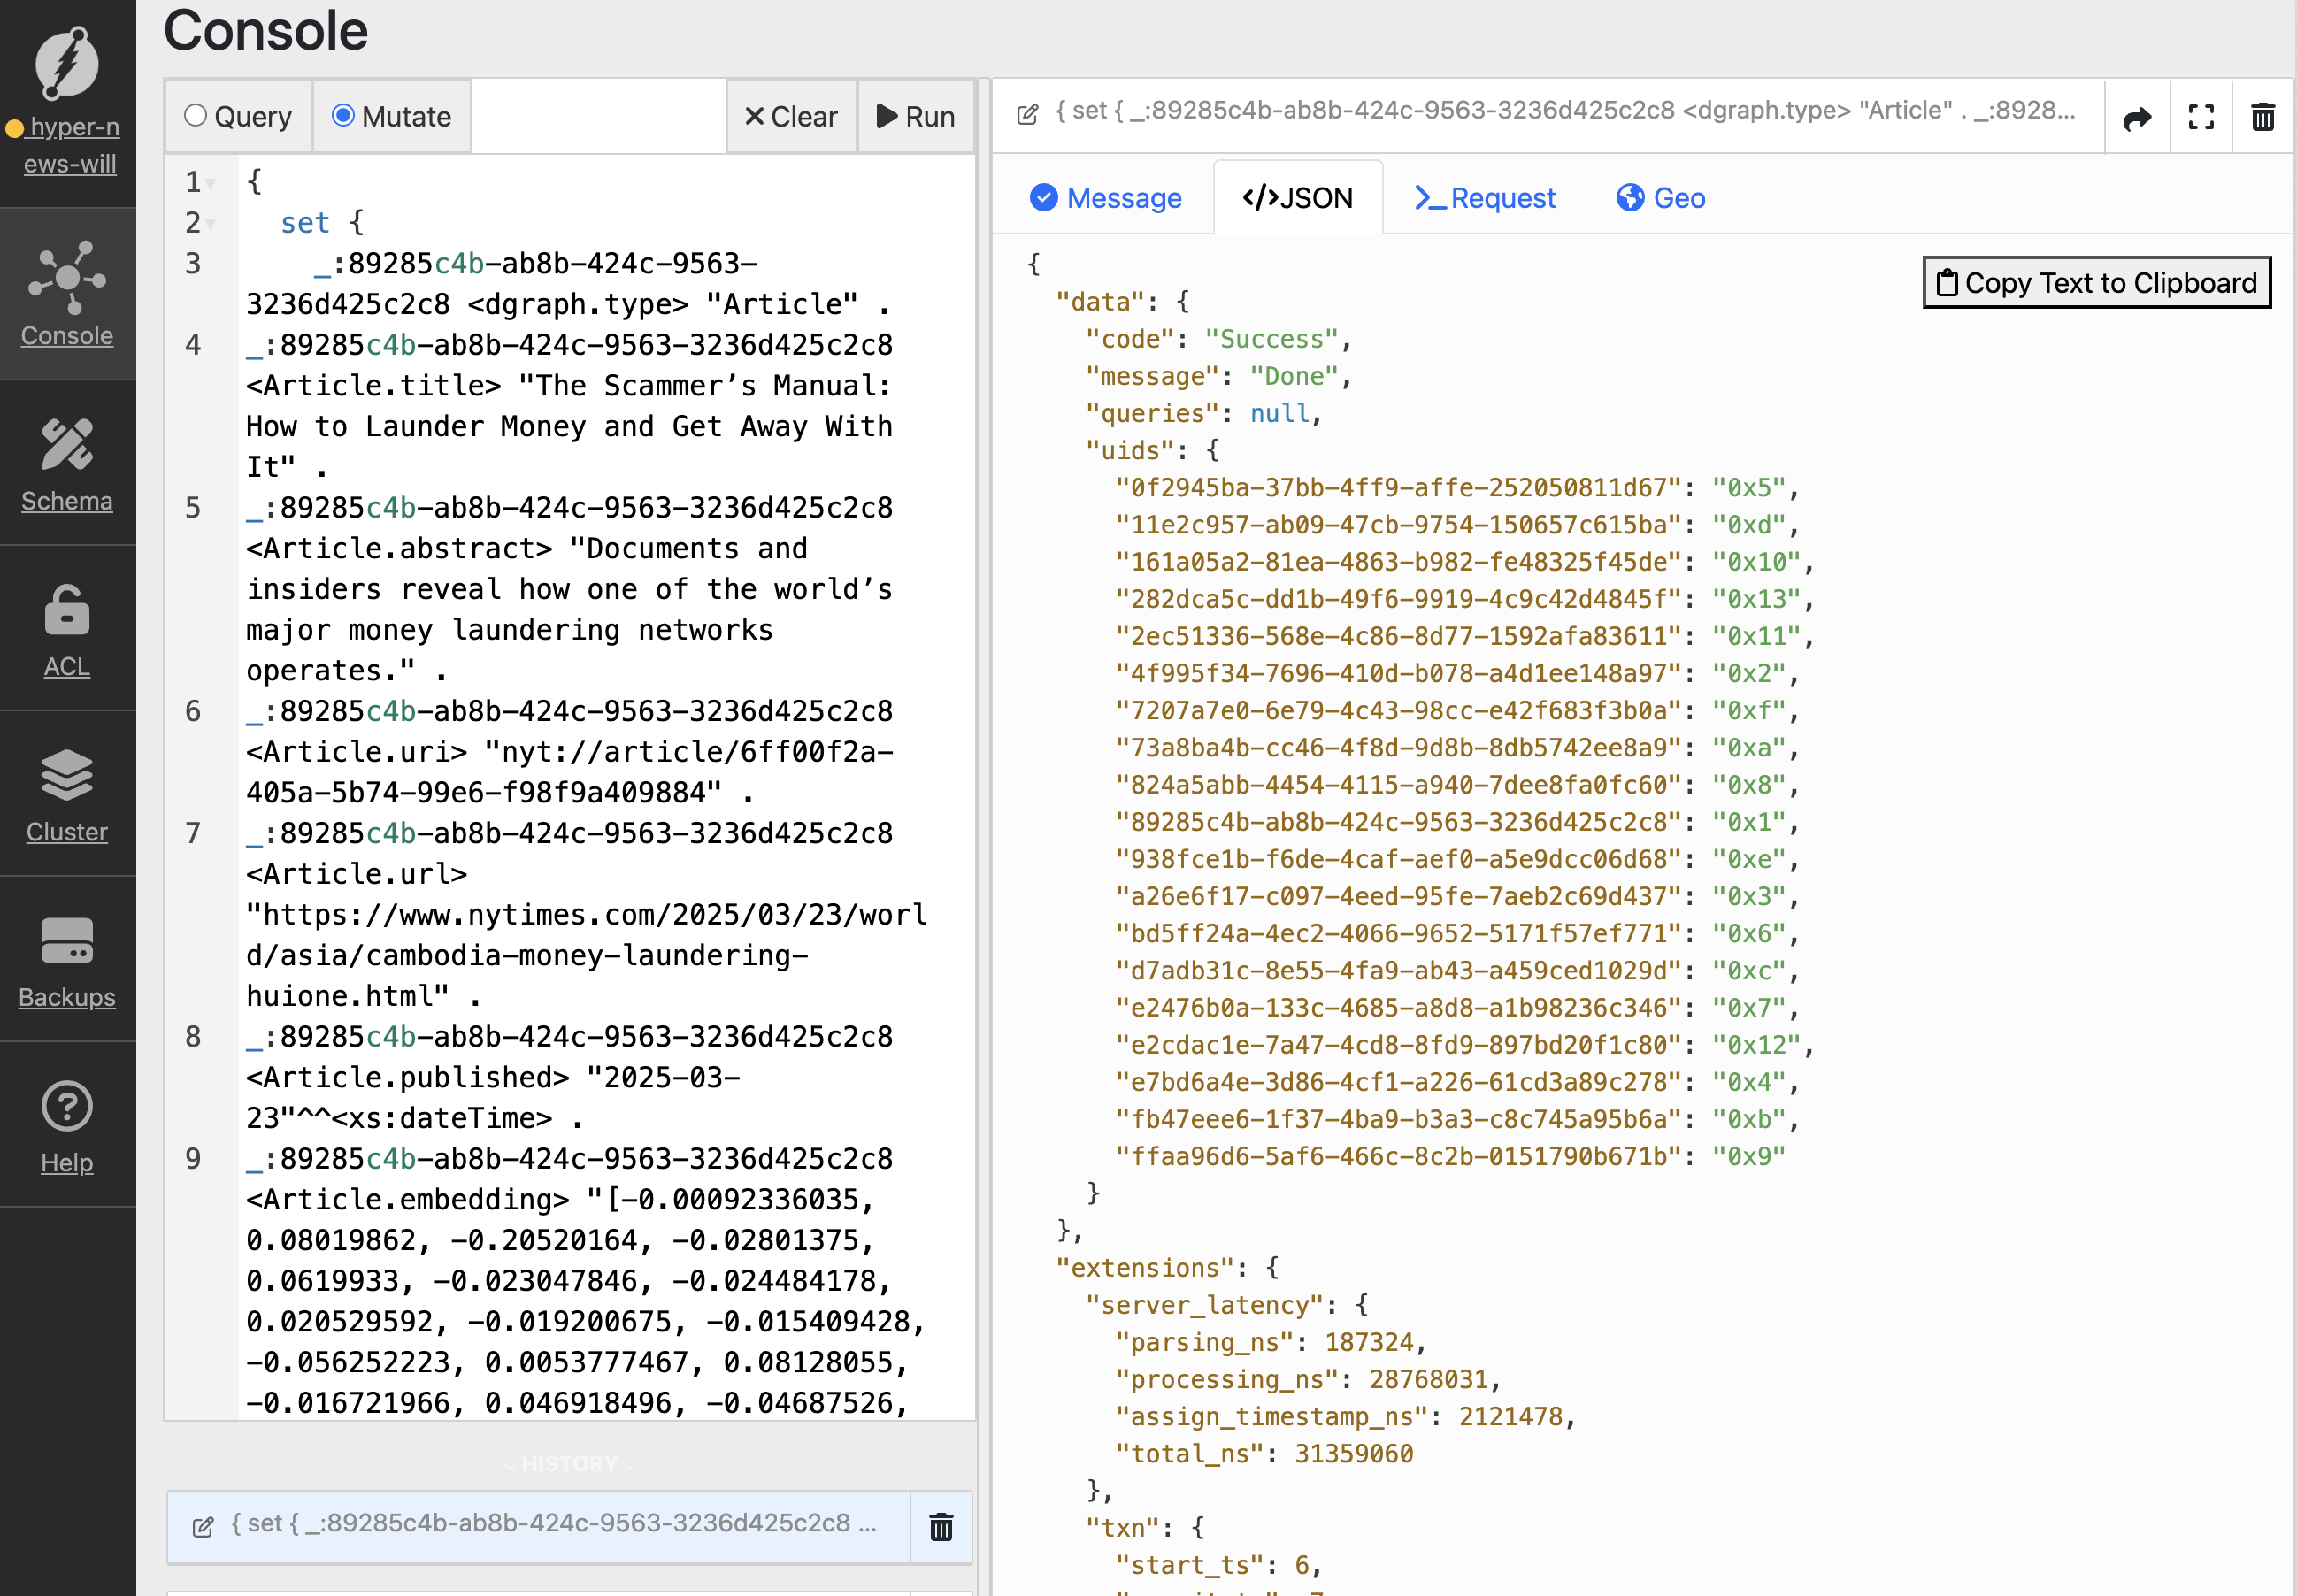 hyper-n
ews-will
Console
Schema
ACL
Cluster
Backups
Help
Console
Query
Mutate
Clear
Run
1
{
2
set {
3
_:89285c4b-ab8b-424c-9563-
3236d425c2c8 <dgraph.type> "Article" .
4
_:89285c4b-ab8b-424c-9563-3236d425c2c8
<Article.title> "The Scammer’s Manual:
How to Launder Money and Get Away With
It" .
5
_:89285c4b-ab8b-424c-9563-3236d425c2c8
<Article.abstract> "Documents and
insiders reveal how one of the world’s
major money laundering networks
operates." .
6
_:89285c4b-ab8b-424c-9563-3236d425c2c8
<Article.uri> "nyt://article/6ff00f2a-
405a-5b74-99e6-f98f9a409884" .
7
_:89285c4b-ab8b-424c-9563-3236d425c2c8
<Article.url>
"https://www.nytimes.com/2025/03/23/worl
d/asia/cambodia-money-laundering-
huione.html" .
8
_:89285c4b-ab8b-424c-9563-3236d425c2c8
<Article.published> "2025-03-
23"^^<xs:dateTime> .
9
_:89285c4b-ab8b-424c-9563-3236d425c2c8
<Article.embedding> "[-0.00092336035,
0.08019862, -0.20520164, -0.02801375,
0.0619933, -0.023047846, -0.024484178,
0.020529592, -0.019200675, -0.015409428,
-0.056252223, 0.0053777467, 0.08128055,
-0.016721966, 0.046918496, -0.04687526,
HISTORY
{ set { _:89285c4b-ab8b-424c-9563-3236d425c2c8 ...
{ set { _:89285c4b-ab8b-424c-9563-3236d425c2c8 <dgraph.type> "Article" . _:8928...
Message
</>JSON
Request
Geo
Copy Text to Clipboard
{
"data": {
"code": "Success",
"message": "Done",
"queries": null,
"uids": {
"0f2945ba-37bb-4ff9-affe-252050811d67": "0x5",
"11e2c957-ab09-47cb-9754-150657c615ba": "0xd",
"161a05a2-81ea-4863-b982-fe48325f45de": "0x10",
"282dca5c-dd1b-49f6-9919-4c9c42d4845f": "0x13",
"2ec51336-568e-4c86-8d77-1592afa83611": "0x11",
"4f995f34-7696-410d-b078-a4d1ee148a97": "0x2",
"7207a7e0-6e79-4c43-98cc-e42f683f3b0a": "0xf",
"73a8ba4b-cc46-4f8d-9d8b-8db5742ee8a9": "0xa",
"824a5abb-4454-4115-a940-7dee8fa0fc60": "0x8",
"89285c4b-ab8b-424c-9563-3236d425c2c8": "0x1",
"938fce1b-f6de-4caf-aef0-a5e9dcc06d68": "0xe",
"a26e6f17-c097-4eed-95fe-7aeb2c69d437": "0x3",
"bd5ff24a-4ec2-4066-9652-5171f57ef771": "0x6",
"d7adb31c-8e55-4fa9-ab43-a459ced1029d": "0xc",
"e2476b0a-133c-4685-a8d8-a1b98236c346": "0x7",
"e2cdac1e-7a47-4cd8-8fd9-897bd20f1c80": "0x12",
"e7bd6a4e-3d86-4cf1-a226-61cd3a89c278": "0x4",
"fb47eee6-1f37-4ba9-b3a3-c8c745a95b6a": "0xb",
"ffaa96d6-5af6-466c-8c2b-0151790b671b": "0x9"
}
},
"extensions": {
"server_latency": {
"parsing_ns": 187324,
"processing_ns": 28768031,
"assign_timestamp_ns": 2121478,
"total_ns": 31359060
},
"txn": {
"start_ts": 6,